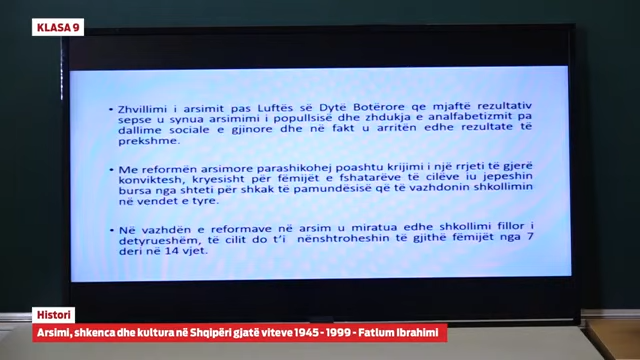 KLASA 9
• Zhvillimi i arsimit pas Luftës së Dytë Botërore qe mjaftë rezultativ
sepse u synua arsimimi i popullsisë dhe zhdukja e analfabetizmit pa
dallime sociale e gjinore dhe në fakt u arritën edhe rezultate të
prekshme.
• Me reformën arsimore parashikohej poashtu krijimi i një rrjeti të gjerë
konviktesh, kryesisht për fëmijët e fshatarëve të cilëve iu jepeshin
bursa nga shteti për shkak të pamundësisë që të vazhdonin shkollimin
në vendet e tyre.
• Në vazhdën e reformave në arsim u miratua edhe shkollimi fillor i
detyrueshëm, të cilit do t'i nënshtroheshin të gjithë fëmijët nga 7
deri në 14 vjet.
Histori
Arsimi, shkenca dhe kultura në Shqipëri gjatë viteve 1945 - 1999 - Fatlum Ibrahimi